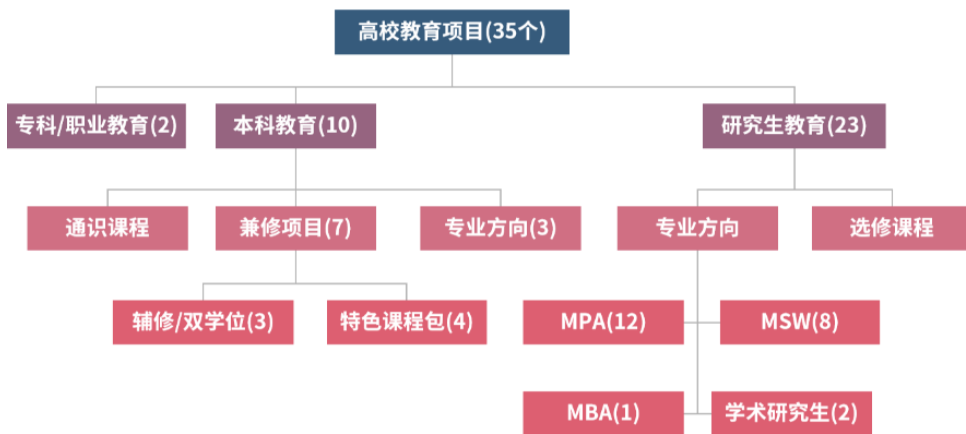 高校教育项目(35个)
专科/职业教育(2)
本科教育(10)
研究生教育(23)
通识课程
兼修项目(7)
专业方向(3)
专业方向
选修课程
辅修/双学位(3)
特色课程包(4)
MPA(12)
MSW(8)
MBA(1)
学术研究生(2)